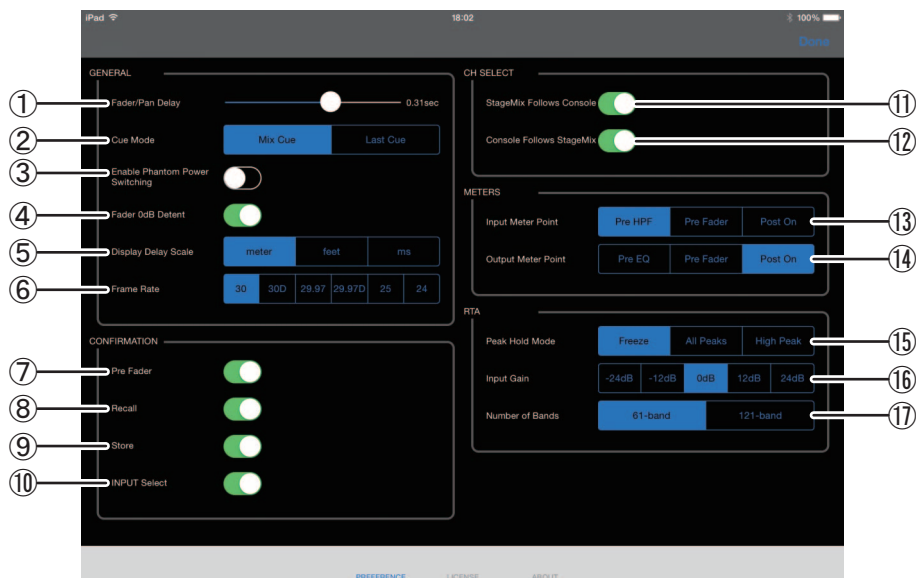 iPad 18:02 100%
Done
GENERAL
① Fader/Pan Delay 0.31sec
② Cue Mode Mix Cue Last Cue
③ Enable Phantom Power
Switching
④ Fader 0dB Detent
⑤ Display Delay Scale meter feet ms
⑥ Frame Rate 30 30D 29.97 29.97D 25 24
CONFIRMATION
⑦ Pre Fader
⑧ Recall
⑨ Store
⑩ INPUT Select
CH SELECT
StageMix Follows Console ⑪
Console Follows StageMix ⑫
METERS
Input Meter Point Pre HPF Pre Fader Post On ⑬
Output Meter Point Pre EQ Pre Fader Post On ⑭
RTA
Peak Hold Mode Freeze All Peaks High Peak ⑮
Input Gain -24dB -12dB 0dB 12dB 24dB ⑯
Number of Bands 61-band 121-band ⑰
PREFERENCE LICENSE ABOUT